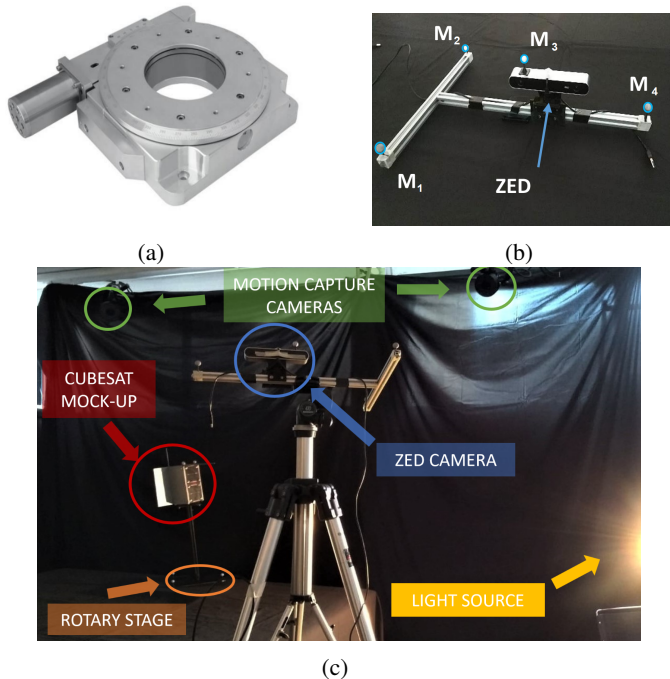 M₂
M₃
M₄
M₁
ZED
(a)
(b)
MOTION CAPTURE
CAMERAS
CUBESAT
MOCK-UP
ZED CAMERA
ROTARY STAGE
LIGHT SOURCE
(c)